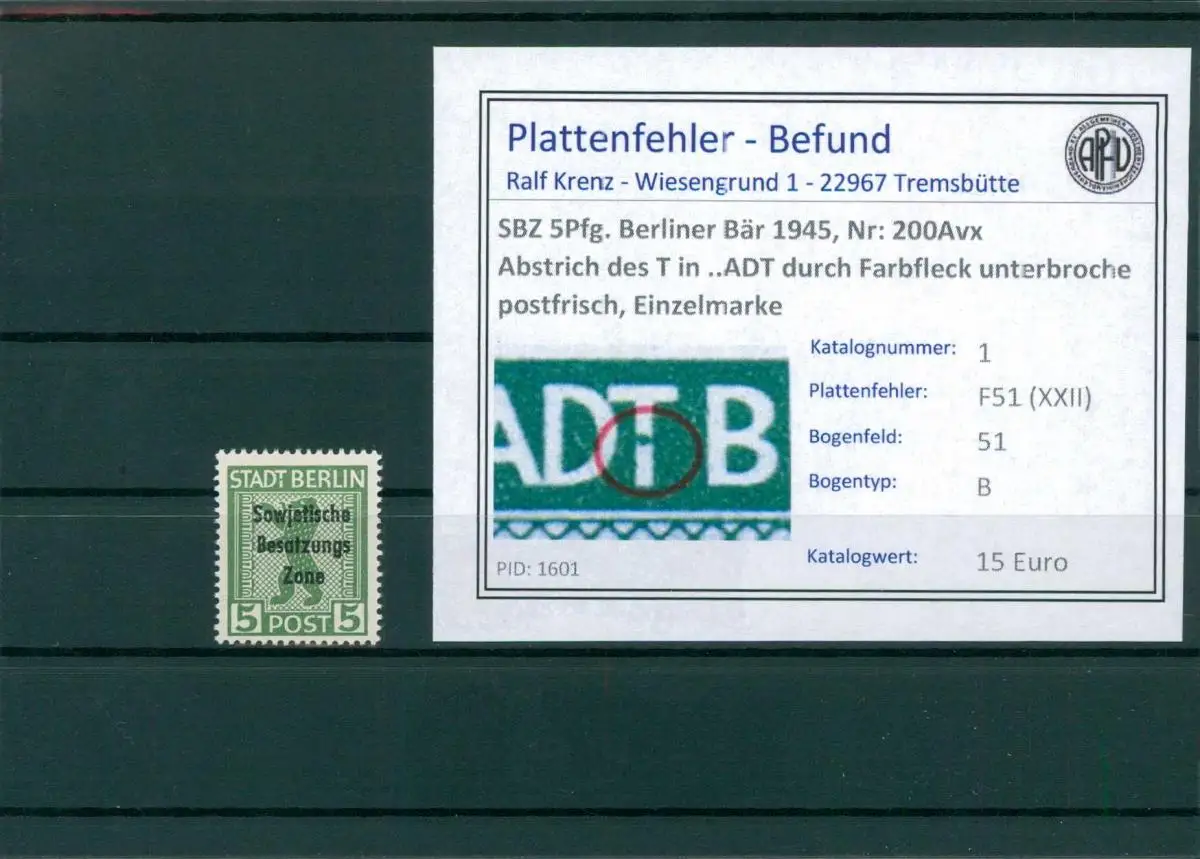 Plattenfehler - Befund
Ralf Krenz - Wiesengrund 1 - 22967 Tremsbütte
APHV
SBZ 5Pfg. Berliner Bär 1945, Nr: 200Avx
Abstrich des T in ..ADT durch Farbfleck unterbroche
postfrisch, Einzelmarke
ADT B
Katalognummer: 1
Plattenfehler: F51 (XXII)
Bogenfeld: 51
Bogentyp: B
Katalogwert: 15 Euro
PID: 1601
STADT BERLIN
Sowjetische
Besatzungs
Zone
5 POST 5